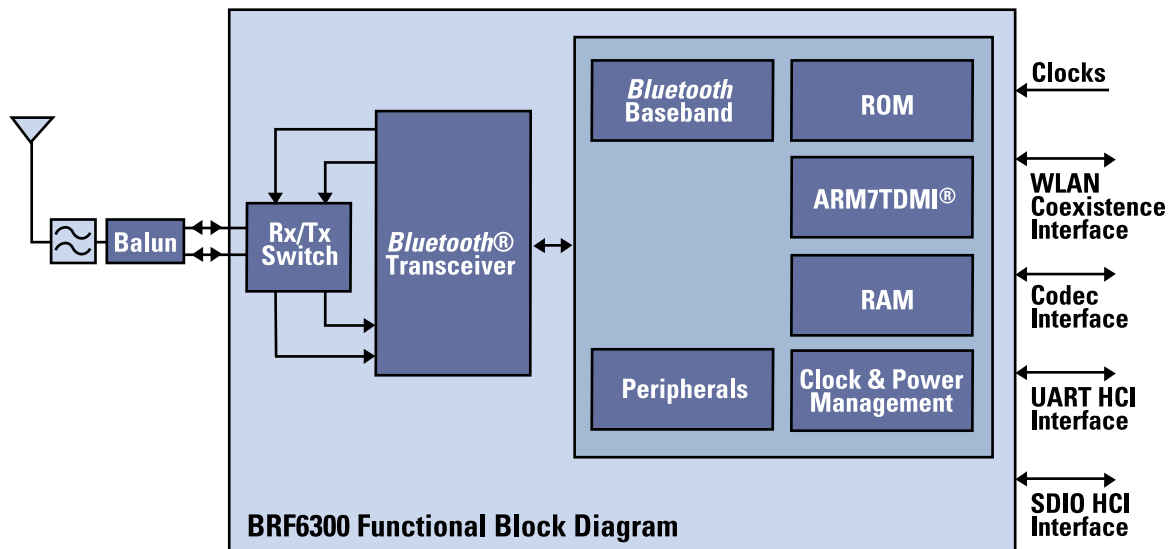 Bluetooth
Baseband
ROM
Clocks
ARM7TDMI®
WLAN
Coexistence
Interface
Balun
Rx/Tx
Switch
Bluetooth®
Transceiver
RAM
Codec
Interface
Peripherals
Clock & Power
Management
UART HCI
Interface
SDIO HCI
Interface
BRF6300 Functional Block Diagram